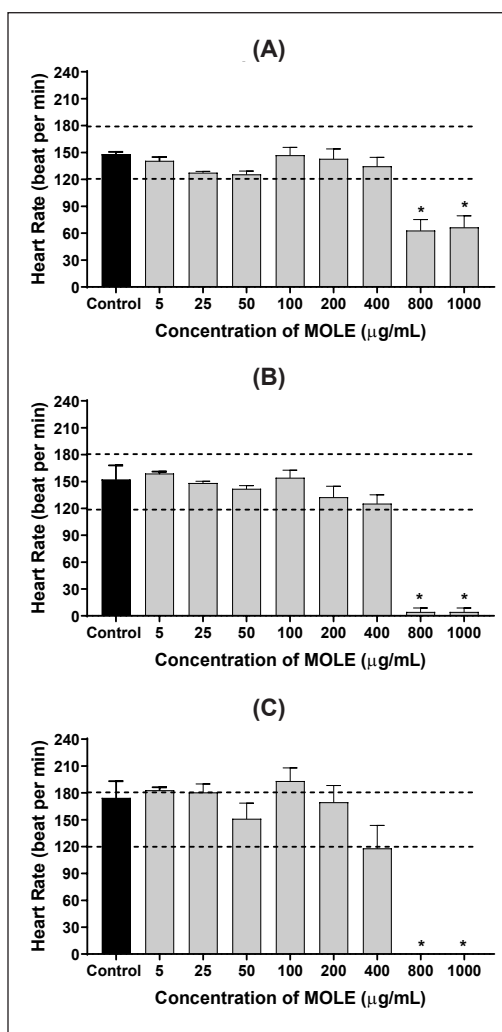 (A)
Heart Rate (beat per min)
240
210
180
150
120
90
60
30
0
* *
Control 5 25 50 100 200 400 800 1000
Concentration of MOLE (μg/mL)
(B)
Heart Rate (beat per min)
240
210
180
150
120
90
60
30
0
* *
Control 5 25 50 100 200 400 800 1000
Concentration of MOLE (μg/mL)
(C)
Heart Rate (beat per min)
240
210
180
150
120
90
60
30
0
* *
Control 5 25 50 100 200 400 800 1000
Concentration of MOLE (μg/mL)